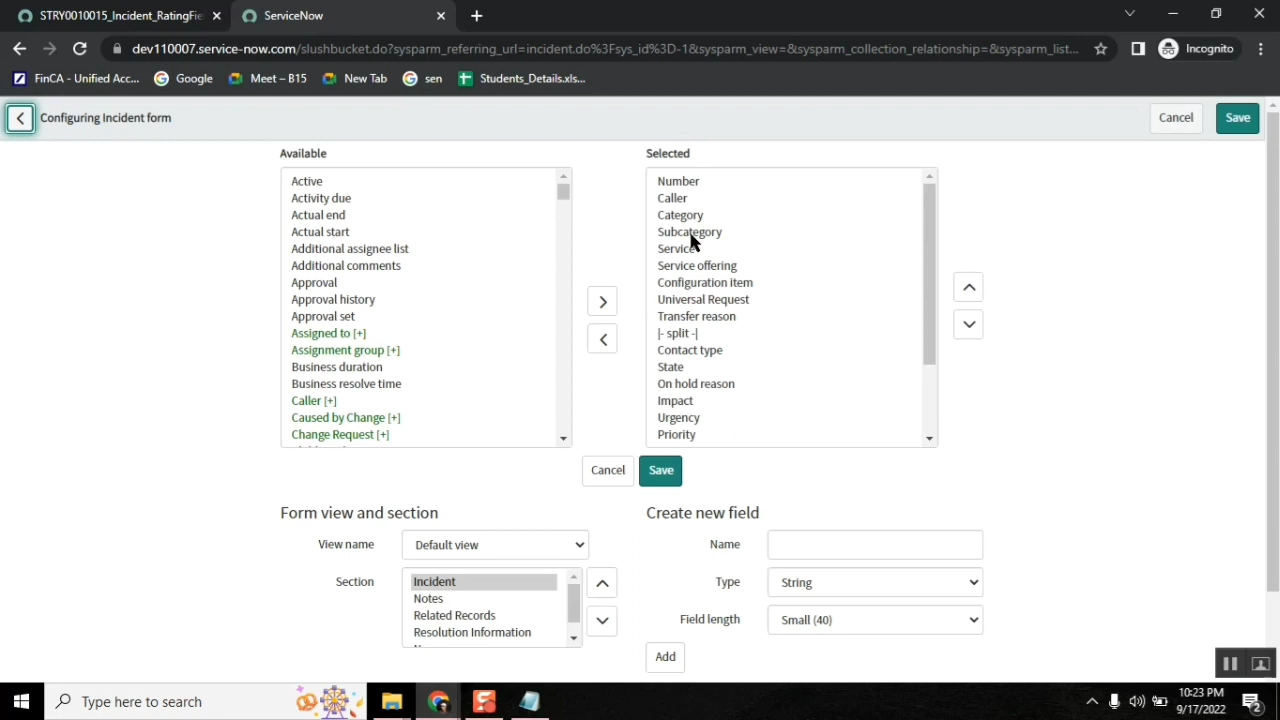 STRY0010015_Incident_RatingFie
ServiceNow
dev110007.service-now.com/slushbucket.do?sysparm_referring_url=incident.do%3Fsys_id%3D-1&sysparm_view=&sysparm_collection_relationship=&sysparm_list...
Incognito
FinCA - Unified Acc...
Google
Meet – B15
New Tab
sen
Students_Details.xls...
Configuring Incident form
Cancel
Save
Available
Selected
Active
Activity due
Actual end
Actual start
Additional assignee list
Additional comments
Approval
Approval history
Approval set
Assigned to [+]
Assignment group [+]
Business duration
Business resolve time
Caller [+]
Caused by Change [+]
Change Request [+]
Number
Caller
Category
Subcategory
Service
Service offering
Configuration item
Universal Request
Transfer reason
|- split -|
Contact type
State
On hold reason
Impact
Urgency
Priority
Cancel
Save
Form view and section
View name
Default view
Section
Incident
Notes
Related Records
Resolution Information
Create new field
Name
Type
String
Field length
Small (40)
Add
Type here to search
10:23 PM
9/17/2022
2